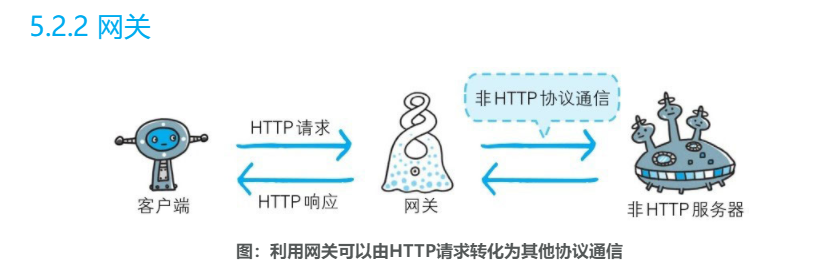 5.2.2 网关
非HTTP协议通信
HTTP请求
HTTP响应
客户端
网关
非HTTP服务器
图：利用网关可以由HTTP请求转化为其他协议通信